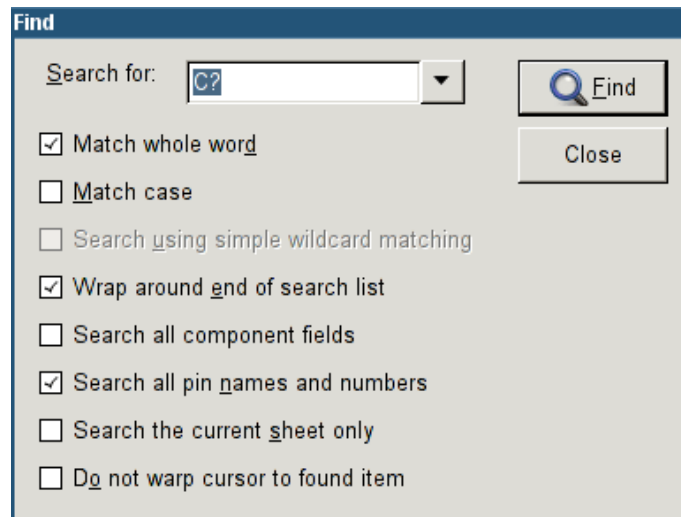 Find
Search for: C? Find
Match whole word
Close
Match case
Search using simple wildcard matching
Wrap around end of search list
Search all component fields
Search all pin names and numbers
Search the current sheet only
Do not warp cursor to found item